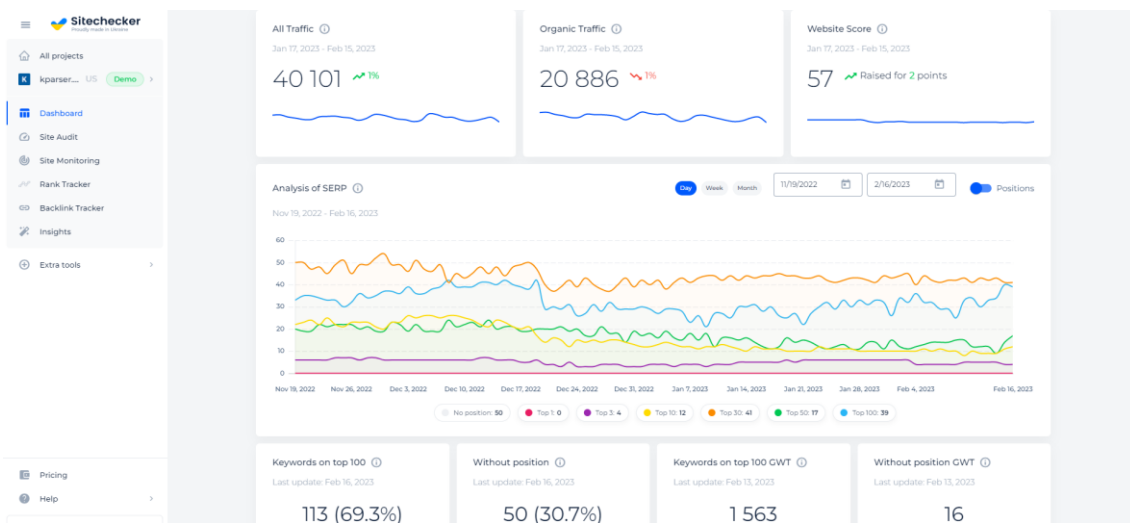 Sitechecker
Proudly made in Ukraine
All projects
K kparser.... US Demo
Dashboard
Site Audit
Site Monitoring
Rank Tracker
Backlink Tracker
Insights
Extra tools
Pricing
Help
All Traffic
Jan 17, 2023 - Feb 15, 2023
40 101 1%
Organic Traffic
Jan 17, 2023 - Feb 15, 2023
20 886 1%
Website Score
Jan 17, 2023 - Feb 15, 2023
57 Raised for 2 points
Analysis of SERP
Day Week Month 11/19/2022 2/16/2023 Positions
Nov 19, 2022 - Feb 16, 2023
60
50
40
30
20
10
0
Nov 19, 2022 Nov 26, 2022 Dec 3, 2022 Dec 10, 2022 Dec 17, 2022 Dec 24, 2022 Dec 31, 2022 Jan 7, 2023 Jan 14, 2023 Jan 21, 2023 Jan 28, 2023 Feb 4, 2023 Feb 16, 2023
No position: 50 Top 1: 0 Top 3: 4 Top 10: 12 Top 30: 41 Top 50: 17 Top 100: 39
Keywords on top 100
Last update: Feb 16, 2023
113 (69.3%)
Without position
Last update: Feb 16, 2023
50 (30.7%)
Keywords on top 100 GWT
Last update: Feb 13, 2023
1 563
Without position GWT
Last update: Feb 13, 2023
16